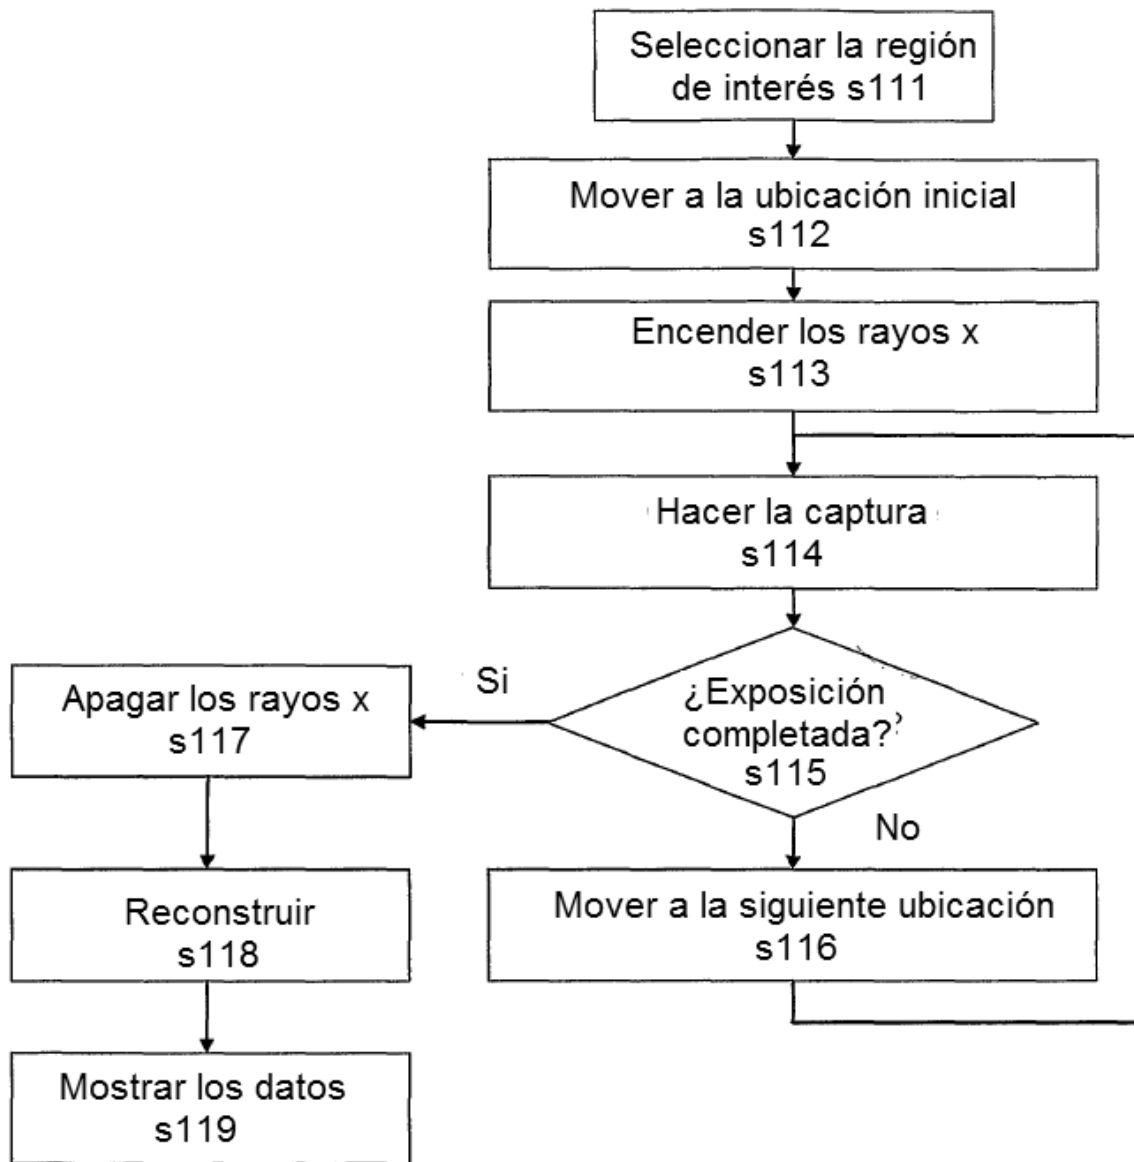 Seleccionar la región
de interés s111
Mover a la ubicación inicial
s112
Encender los rayos x
s113
Hacer la captura
s114
¿Exposición
completada?
s115
Si
No
Apagar los rayos x
s117
Mover a la siguiente ubicación
s116
Reconstruir
s118
Mostrar los datos
s119